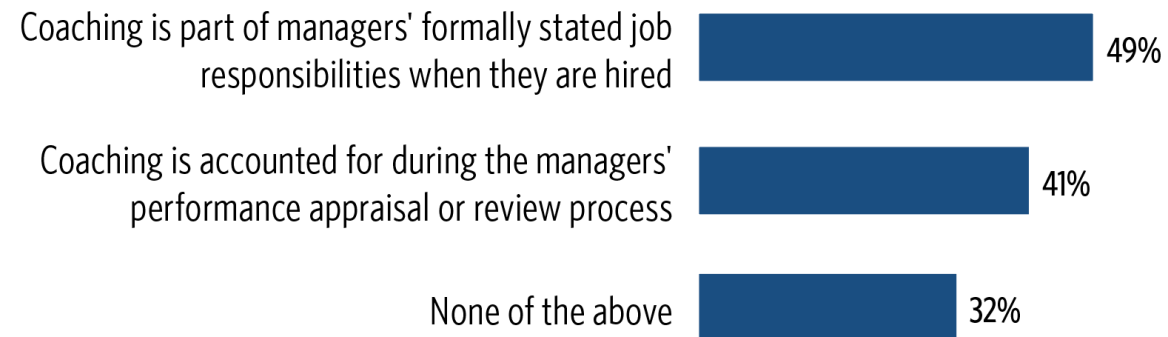 Coaching is part of managers' formally stated job
responsibilities when they are hired
49%
Coaching is accounted for during the managers'
performance appraisal or review process
41%
None of the above
32%